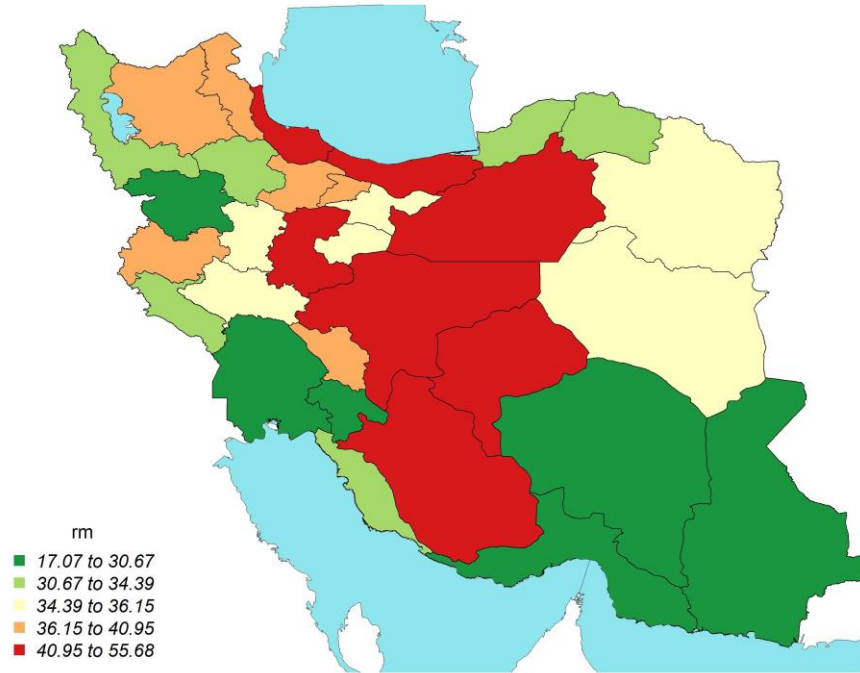 rm
17.07 to 30.67
30.67 to 34.39
34.39 to 36.15
36.15 to 40.95
40.95 to 55.68